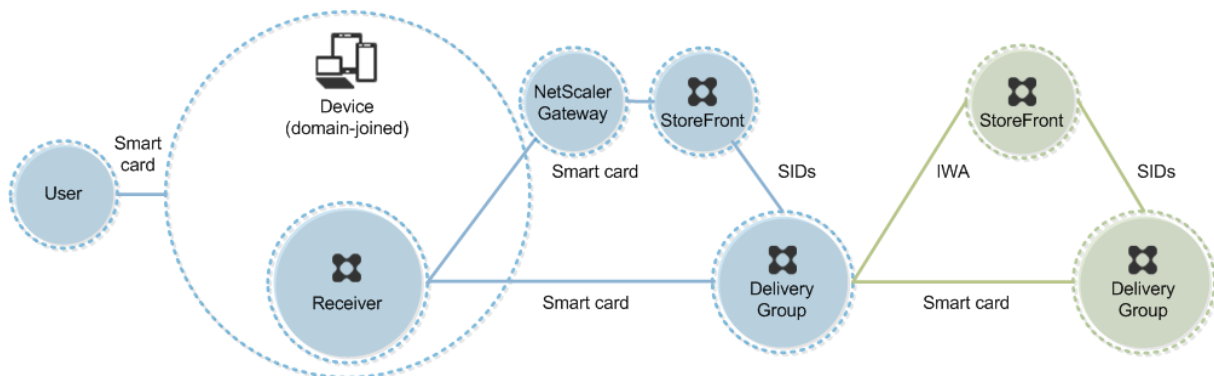 Device
(domain-joined)
NetScaler
Gateway
StoreFront
StoreFront
Smart
card
User
Smart card
SIDs
IWA
SIDs
Receiver
Smart card
Delivery
Group
Smart card
Delivery
Group